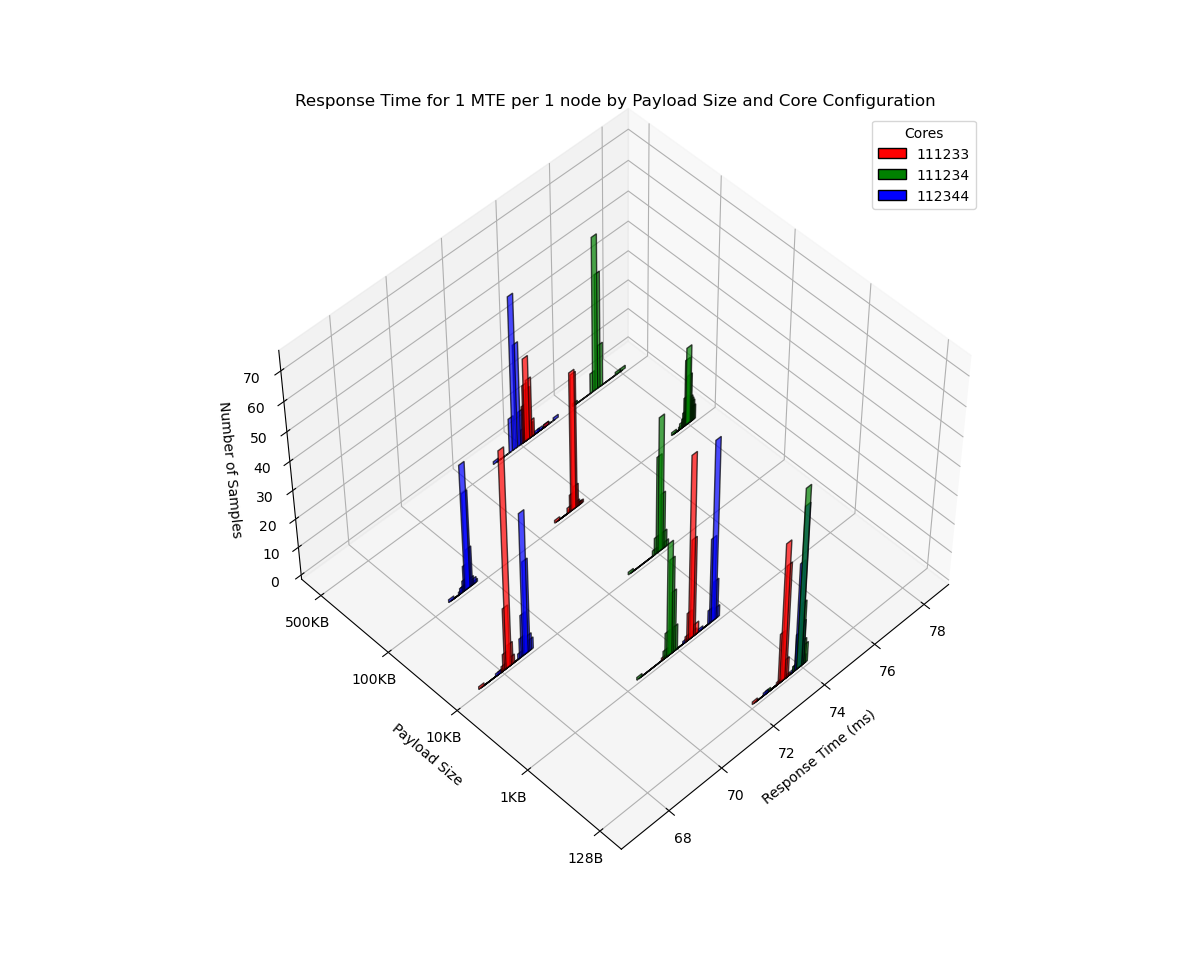 Response Time for 1 MTE per 1 node by Payload Size and Core Configuration
Cores
111233
111234
112344
70
60
50
40
30
20
10
0
Number of Samples
500KB
100KB
10KB
1KB
128B
Payload Size
68
70
72
74
76
78
Response Time (ms)